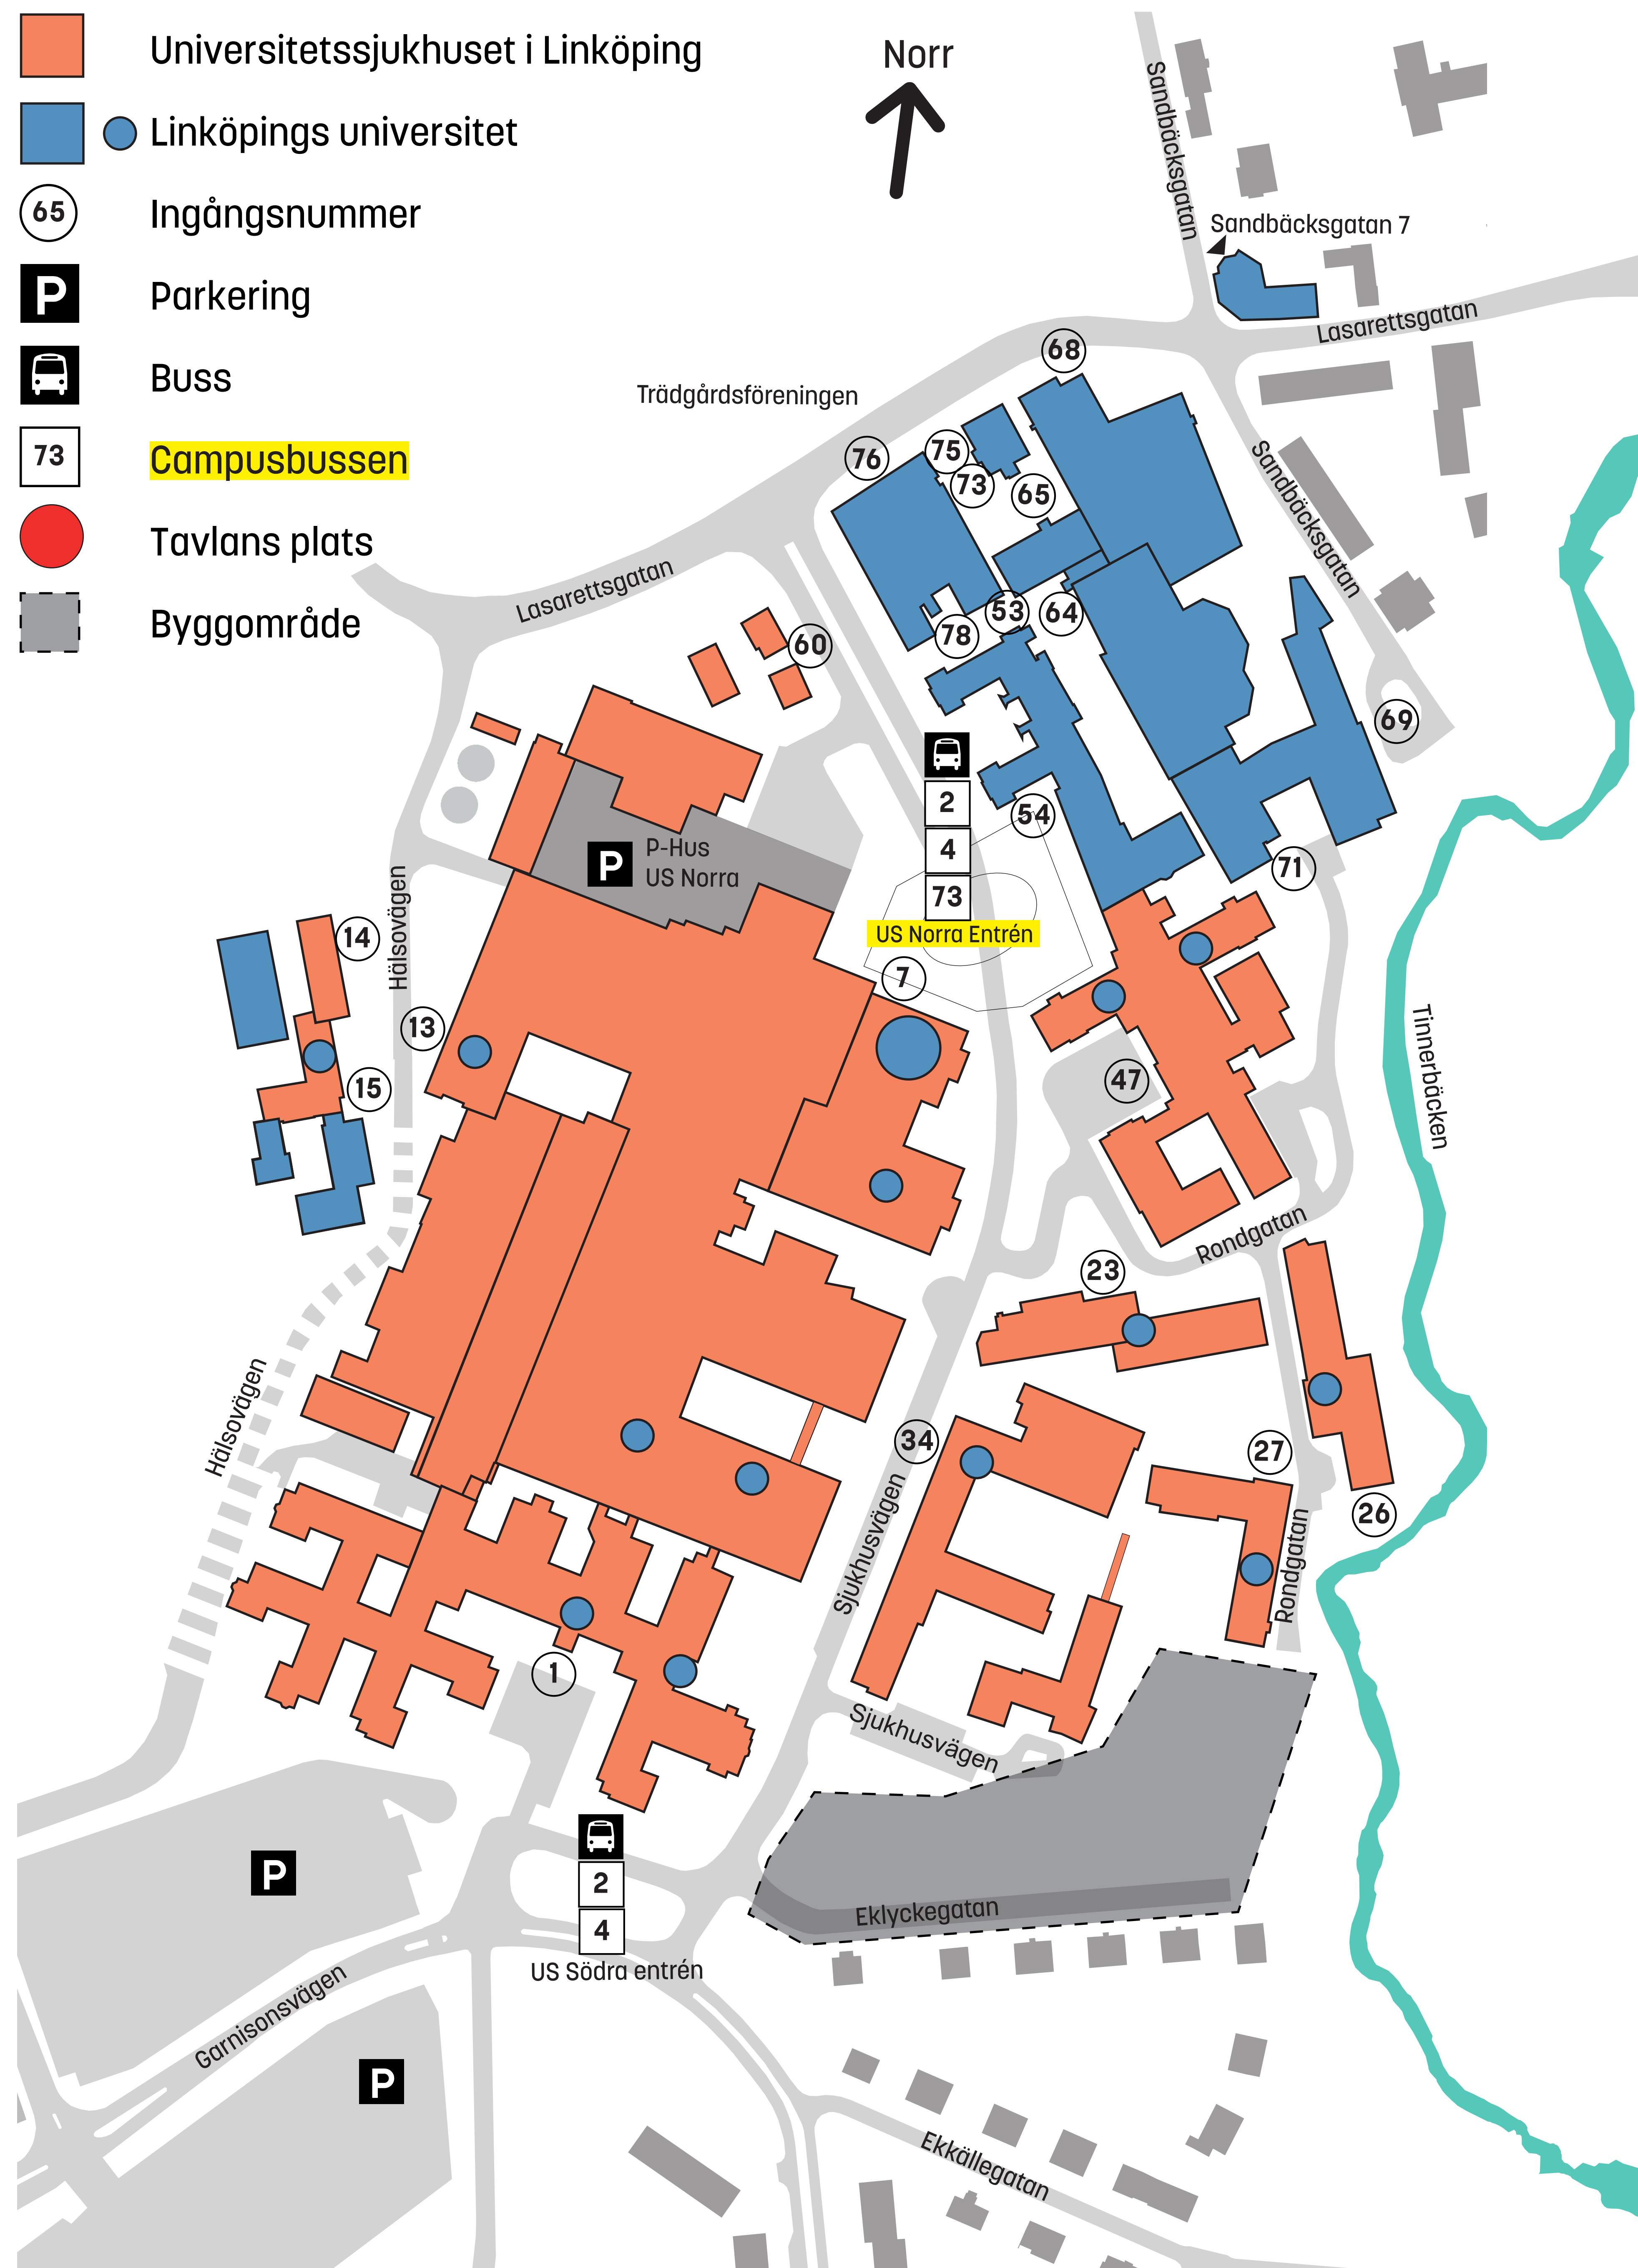 Universitetssjukhuset i Linköping
Linköpings universitet
65
Ingångsnummer
P
Parkering
Buss
73
Campusbussen
Tavlans plats
Byggområde
Norr
Sandbäcksgatan
Sandbäcksgatan 7
Lasarettsgatan
68
Trädgårdsföreningen
76
75
73
65
Sandbäcksgatan
Lasarettsgatan
53
64
78
60
69
2
4
73
US Norra Entrén
54
71
P
P-Hus
US Norra
Hälsovägen
14
7
13
15
47
Tinnerbäcken
Rondgatan
23
Hälsovägen
34
27
26
Sjukhusvägen
Rondgatan
1
Sjukhusvägen
P
2
4
US Södra entrén
Eklyckegatan
Garnisonsvägen
P
Ekkällegatan